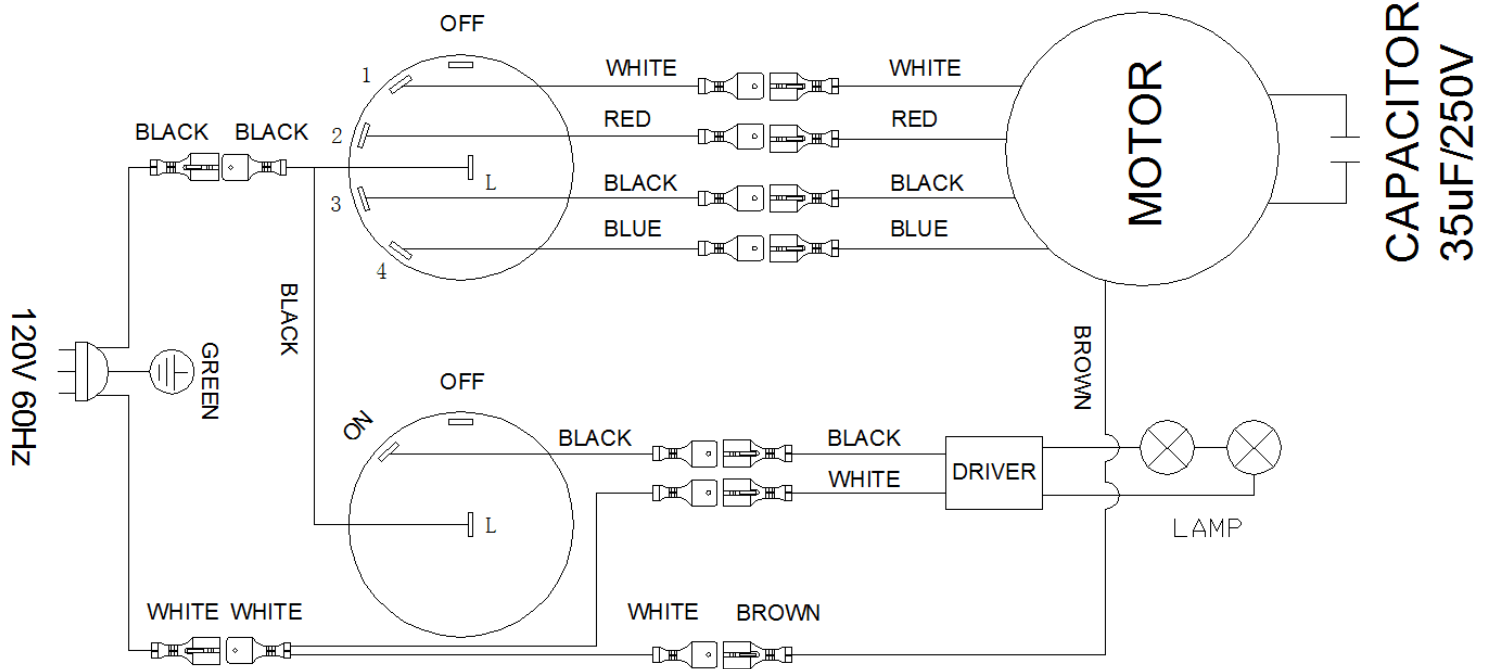 OFF
1
WHITE
WHITE
2
RED
RED
BLACK
BLACK
L
3
BLACK
BLACK
4
BLUE
BLUE
MOTOR
CAPACITOR
35uF/250V
BLACK
BROWN
120V 60Hz
GREEN
OFF
ON
BLACK
BLACK
WHITE
DRIVER
L
LAMP
WHITE
WHITE
WHITE
BROWN